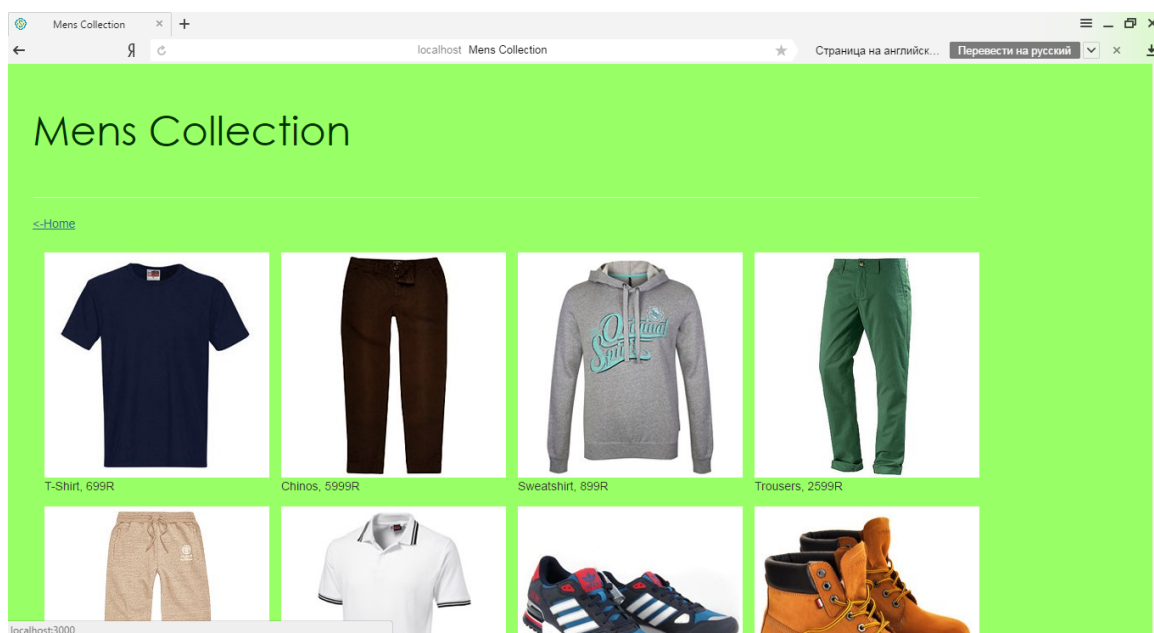 Mens Collection
Я localhost Mens Collection Страница на английск... Перевести на русский
Mens Collection
<-Home
Original
T-Shirt, 699R
Chinos, 5999R
Sweatshirt, 899R
Trousers, 2599R
localhost:3000